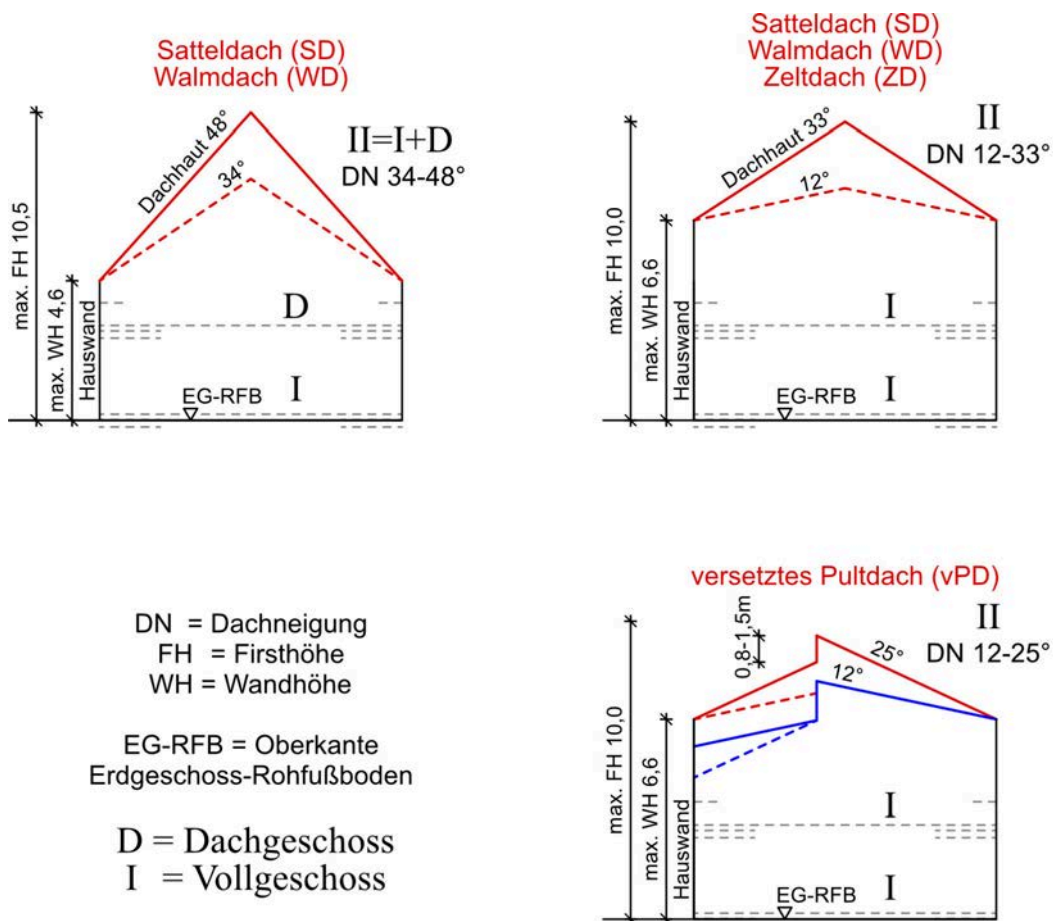 Satteldach (SD)
Walmdach (WD)
Dachhaut 48°
34°
II=I+D
DN 34-48°
max. FH 10,5
max. WH 4,6
Hauswand
D
I
EG-RFB
Satteldach (SD)
Walmdach (WD)
Zeltdach (ZD)
Dachhaut 33°
12°
II
DN 12-33°
max. FH 10,0
max. WH 6,6
Hauswand
I
I
EG-RFB
DN = Dachneigung
FH = Firsthöhe
WH = Wandhöhe
EG-RFB = Oberkante
Erdgeschoss-Rohfußboden
D = Dachgeschoss
I = Vollgeschoss
versetztes Pultdach (vPD)
0,8-1,5m
25°
12°
II
DN 12-25°
max. FH 10,0
max. WH 6,6
Hauswand
I
I
EG-RFB